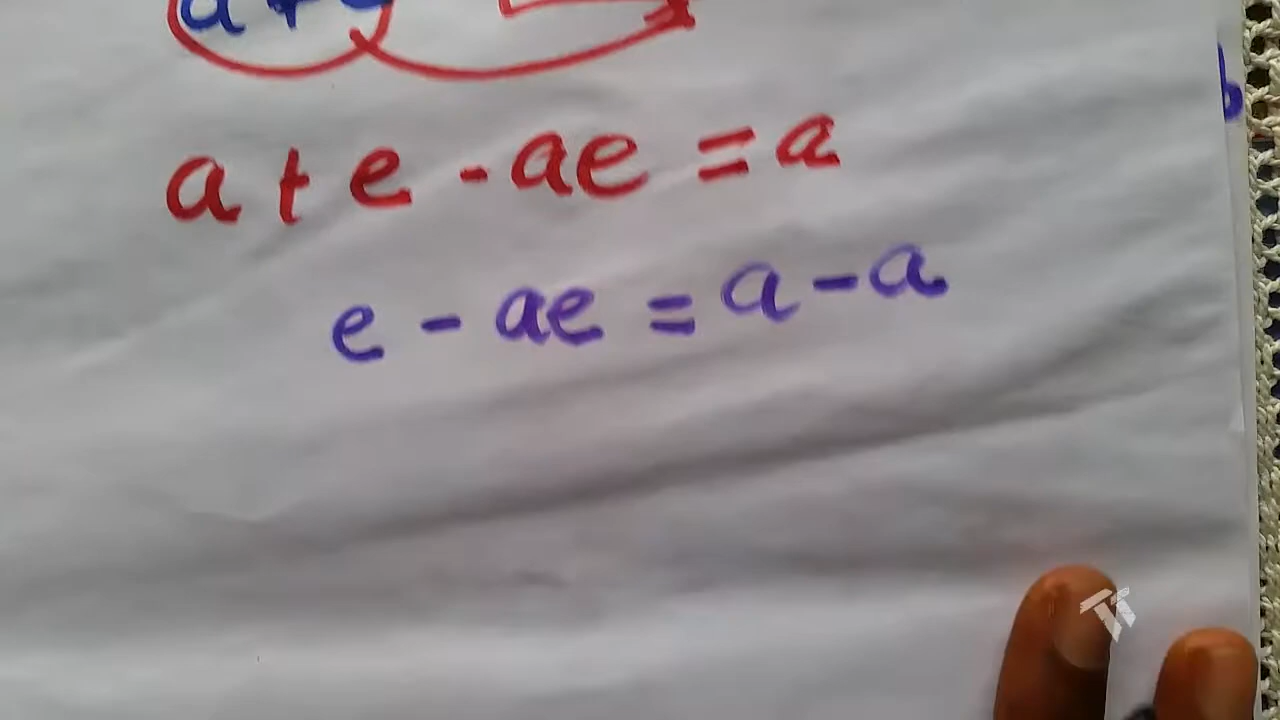 a + e - ae = a
e - ae = a - a
b